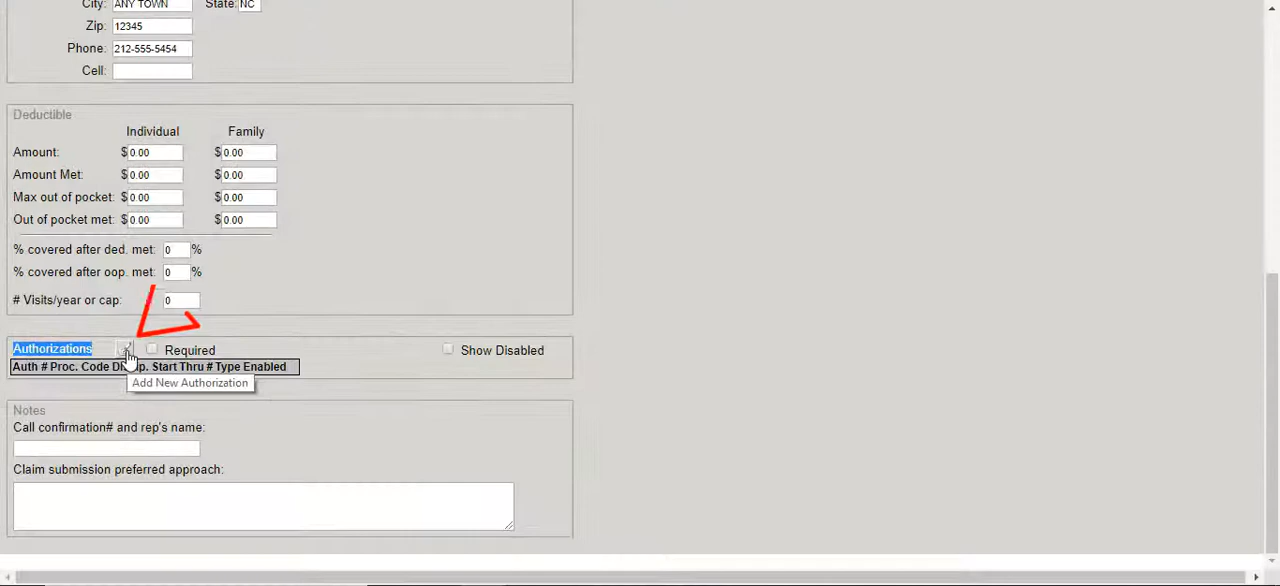 City: ANY TOWN State: NC
Zip: 12345
Phone: 212-555-5454
Cell:
Deductible
Individual Family
Amount: $ 0.00 $ 0.00
Amount Met: $ 0.00 $ 0.00
Max out of pocket: $ 0.00 $ 0.00
Out of pocket met: $ 0.00 $ 0.00
% covered after ded. met: 0 %
% covered after oop. met: 0 %
# Visits/year or cap: 0
Authorizations Required Show Disabled
Auth # Proc. Code Start Thru # Type Enabled
Add New Authorization
Notes
Call confirmation# and rep's name:
Claim submission preferred approach: